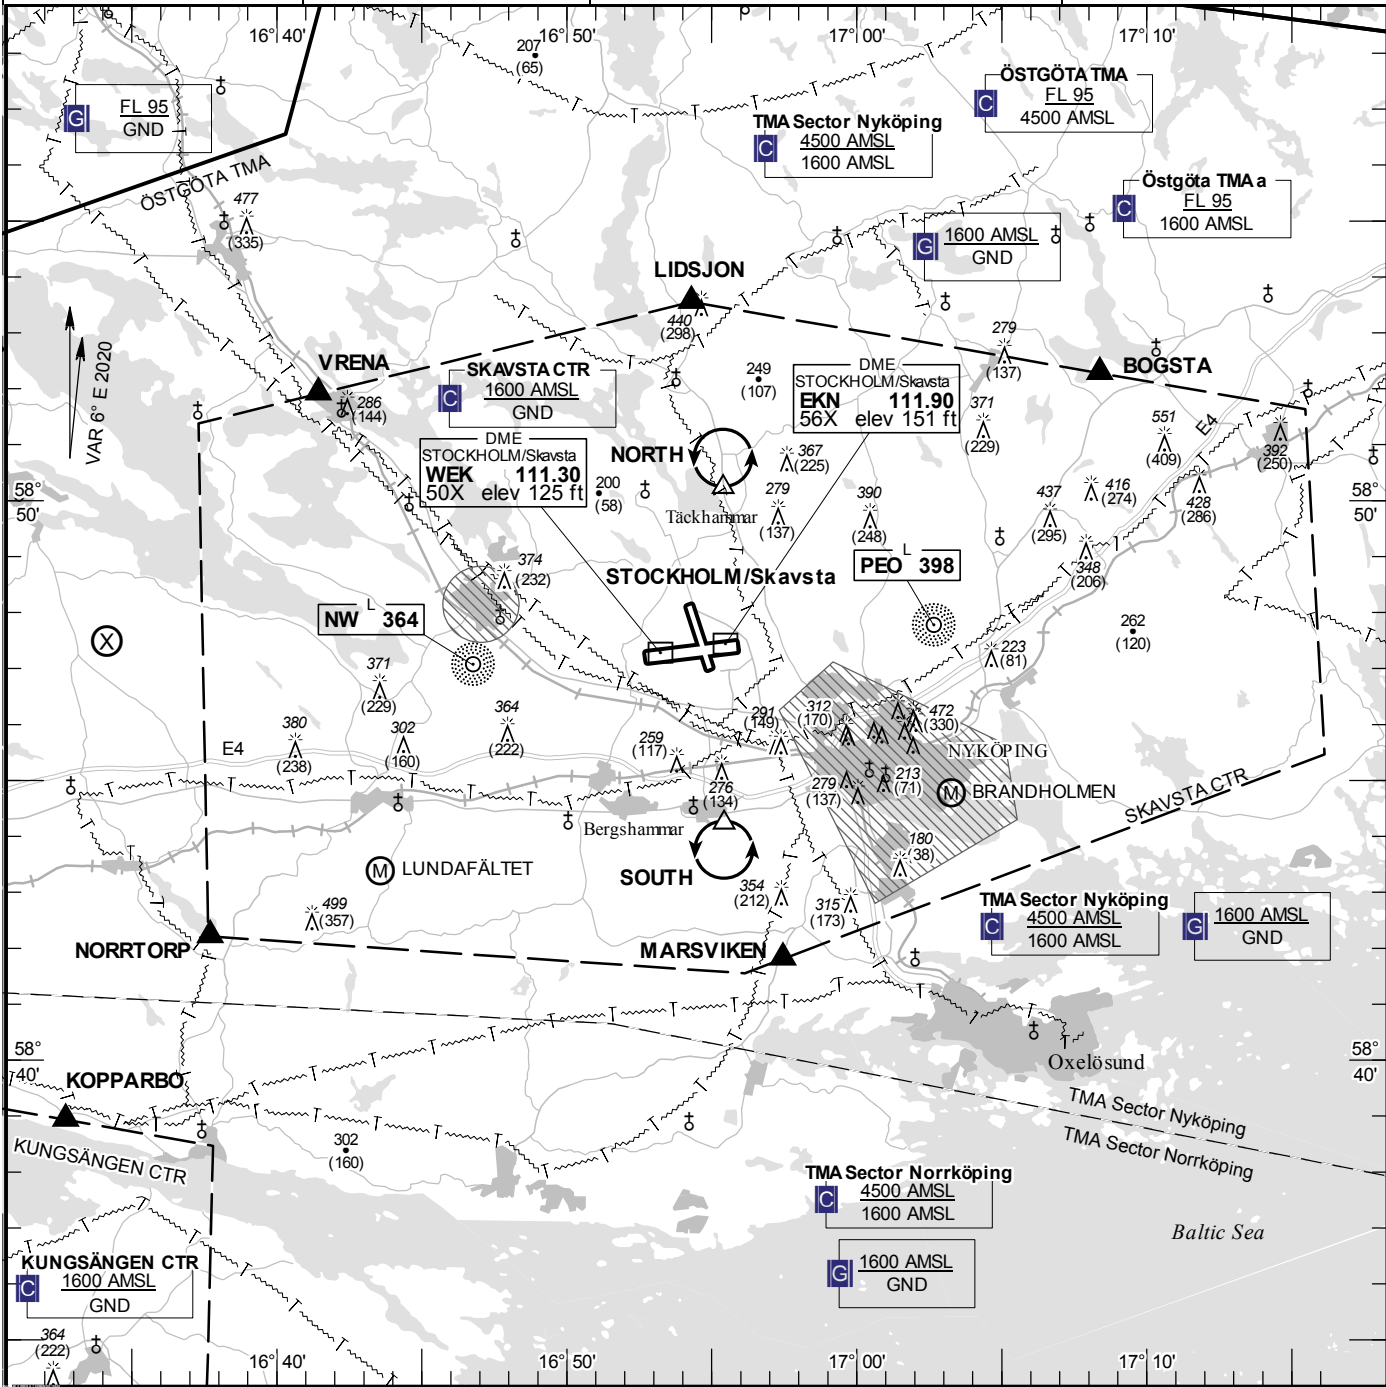 16°40'
16°50'
17°00'
17°10'
207
(65)
ÖSTGÖTA TMA
C
FL 95
4500 AMSL
G
FL 95
GND
TMA Sector Nyköping
C
4500 AMSL
1600 AMSL
ÖSTGÖTA TMA
Östgöta TMA a
C
FL 95
1600 AMSL
477
(335)
G
1600 AMSL
GND
LIDSJON
440
(298)
279
(137)
VAR 6° E 2020
VRENA
286
(144)
SKAVSTA CTR
C
1600 AMSL
GND
249
(107)
DME
STOCKHOLM/Skavsta
EKN 111.90
56X elev 151 ft
BOGSTA
371
(229)
551
(409)
E4
392
(250)
DME
STOCKHOLM/Skavsta
WEK 111.30
50X elev 125 ft
NORTH
367
(225)
200
(58)
416
(274)
428
(286)
58°
50'
Täckhammar
279
(137)
390
(248)
437
(295)
58°
50'
348
(206)
374
(232)
STOCKHOLM/Skavsta
L
PEO 398
L
NW 364
262
(120)
X
223
(81)
371
(229)
364
(222)
291
(149)
312
(170)
472
(330)
380
(238)
E4
302
(160)
259
(117)
NYKÖPING
276
(134)
279
(137)
213
(71)
M BRANDHOLMEN
SKAVSTA CTR
Bergshammar
180
(38)
M LUNDAFÄLTET
SOUTH
354
(212)
315
(173)
499
(357)
TMA Sector Nyköping
C
4500 AMSL
1600 AMSL
G
1600 AMSL
GND
NORRTORP
MARSVIKEN
58°
40'
Oxelösund
58°
40'
KOPPARBO
TMA Sector Nyköping
TMA Sector Norrköping
KUNGSÄNGEN CTR
302
(160)
TMA Sector Norrköping
C
4500 AMSL
1600 AMSL
Baltic Sea
KUNGSÄNGEN CTR
C
1600 AMSL
GND
G
1600 AMSL
GND
364
(222)
16°40'
16°50'
17°00'
17°10'